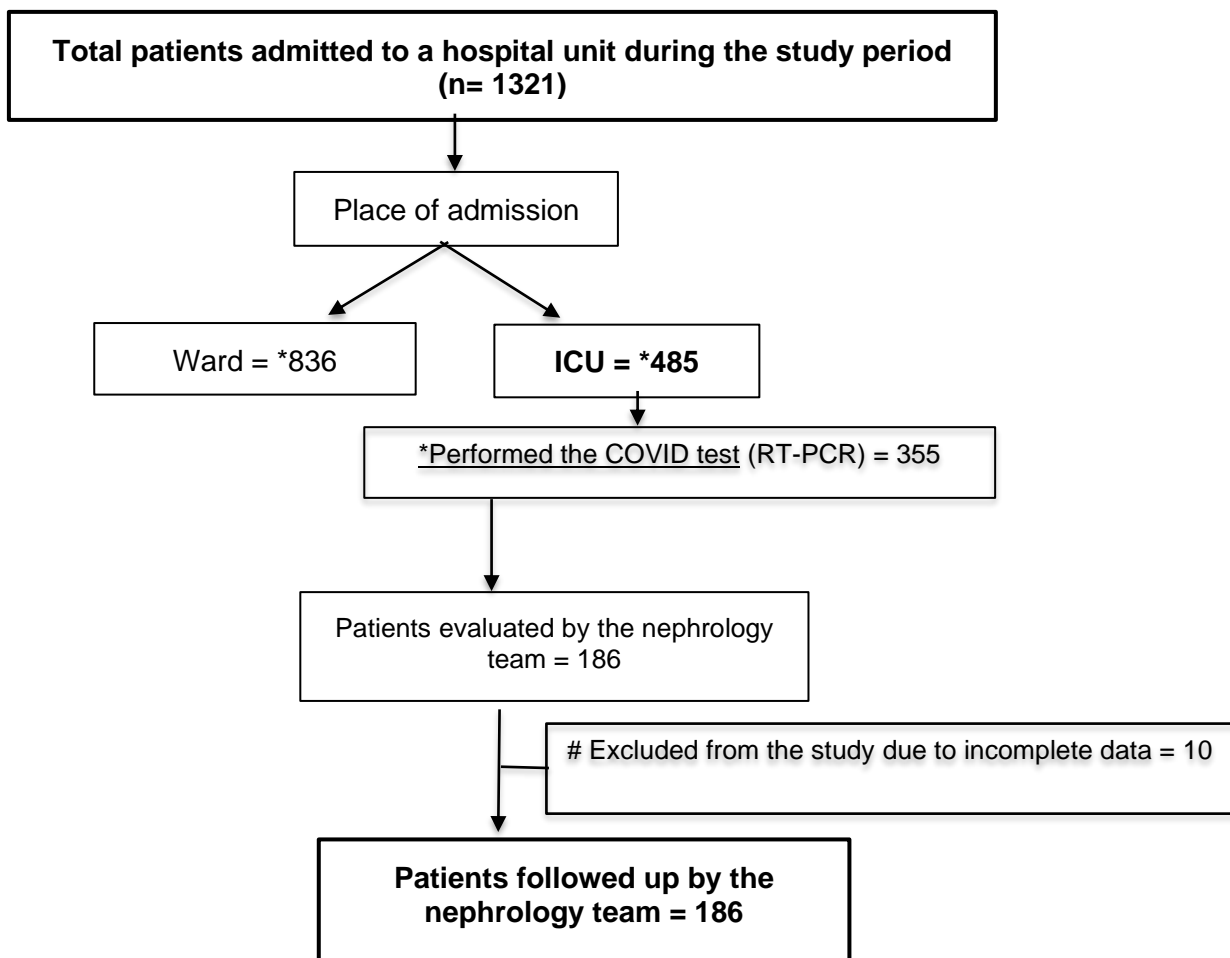 Total patients admitted to a hospital unit during the study period
(n= 1321)
Place of admission
Ward = *836
ICU = *485
*Performed the COVID test (RT-PCR) = 355
Patients evaluated by the nephrology
team = 186
# Excluded from the study due to incomplete data = 10
Patients followed up by the
nephrology team = 186